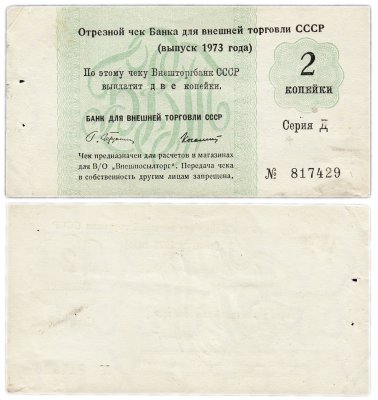 Отрезной чек Банка для внешней торговли СССР
(выпуск 1973 года)
По этому чеку Внешторгбанк СССР
выплатит две копейки.
2
КОПЕЙКИ
БАНК ДЛЯ ВНЕШНЕЙ ТОРГОВЛИ СССР
Серия Д
Чек предназначен для расчетов в магазинах
для В/О „Внешпосылторг". Передача чека
в собственность другим лицам запрещена.
№ 817429